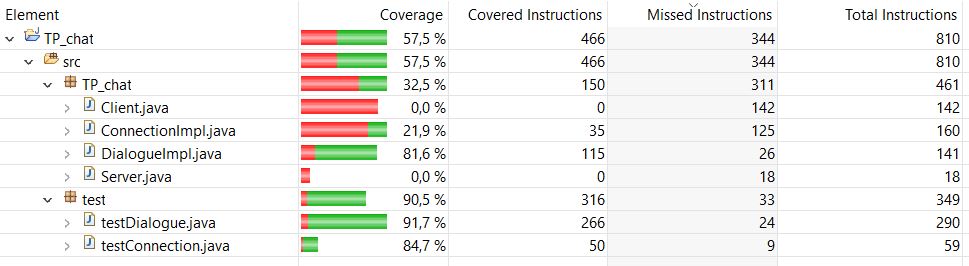 Element Coverage Covered Instructions Missed Instructions Total Instructions
TP_chat 57,5 % 466 344 810
src 57,5 % 466 344 810
TP_chat 32,5 % 150 311 461
Client.java 0,0 % 0 142 142
ConnectionImpl.java 21,9 % 35 125 160
DialogueImpl.java 81,6 % 115 26 141
Server.java 0,0 % 0 18 18
test 90,5 % 316 33 349
testDialogue.java 91,7 % 266 24 290
testConnection.java 84,7 % 50 9 59